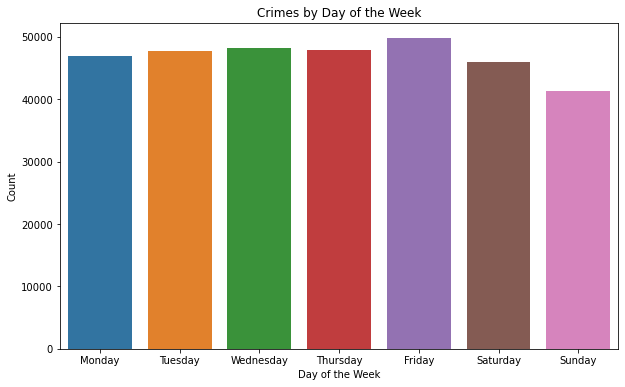 Crimes by Day of the Week
50000
40000
30000
20000
10000
0
Count
Monday Tuesday Wednesday Thursday Friday Saturday Sunday
Day of the Week